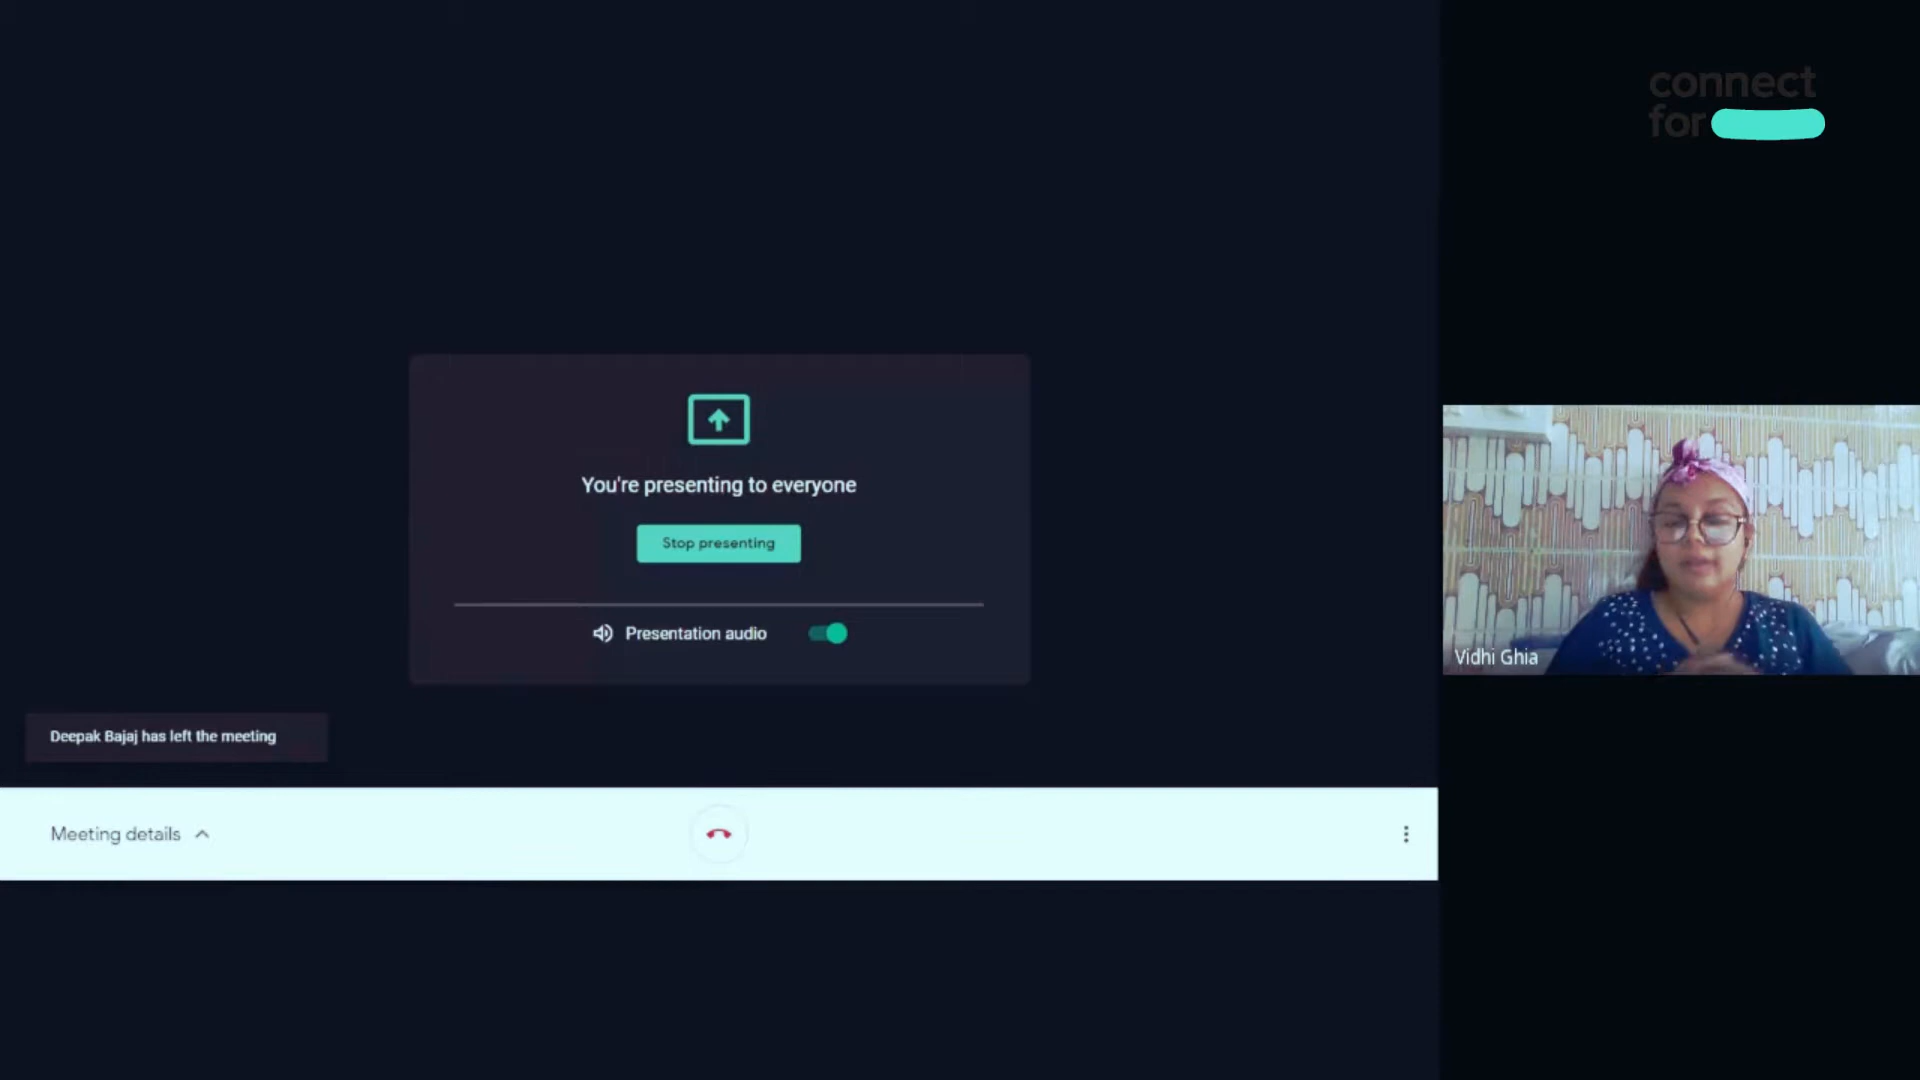 connect
for
You're presenting to everyone
Stop presenting
Presentation audio
Vidhi Ghia
Deepak Bajaj has left the meeting
Meeting details